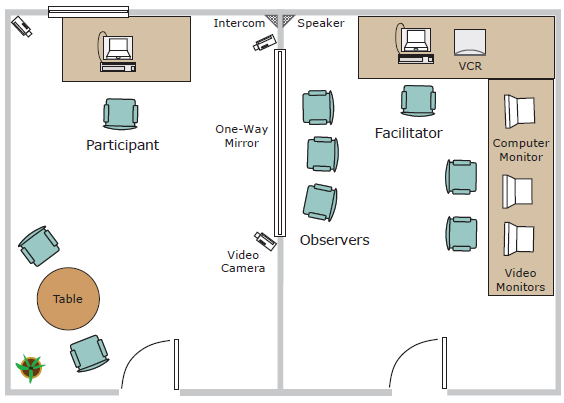 Intercom
Speaker
VCR
Participant
One-Way
Mirror
Facilitator
Computer
Monitor
Observers
Video
Camera
Video
Monitors
Table